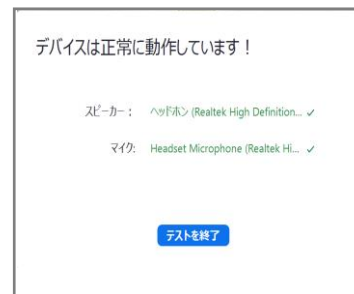 デバイスは正常に動作しています！
スピーカー： ヘッドホン (Realtek High Definition... ✓
マイク: Headset Microphone (Realtek Hi... ✓
テストを終了